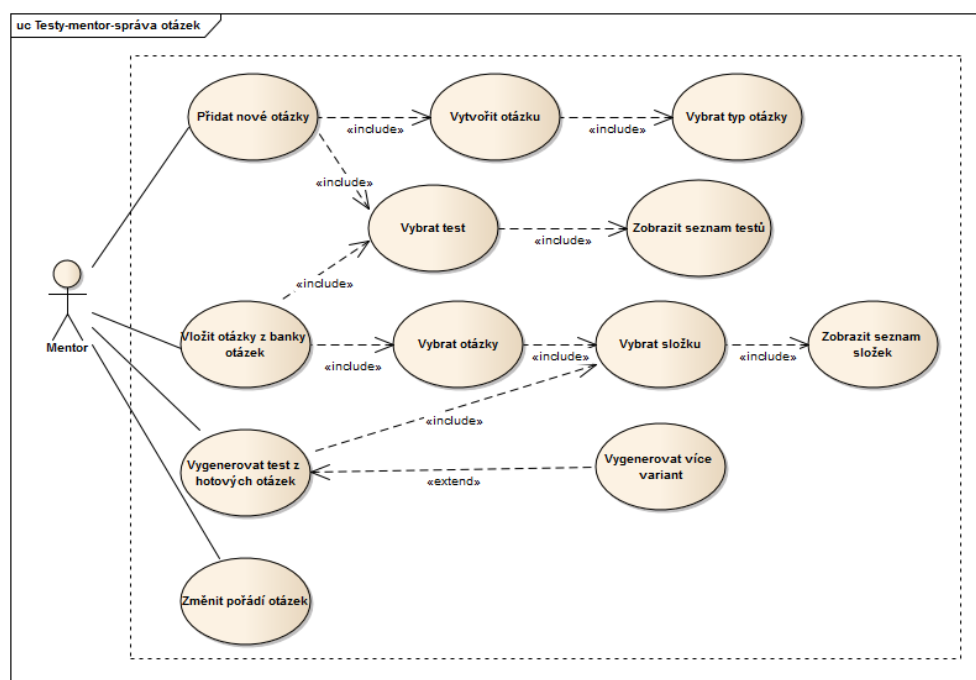 uc Testy-mentor-správa otázek
Přidat nové otázky
«include»
Vytvořit otázku
«include»
Vybrat typ otázky
«include»
Vybrat test
«include»
Zobrazit seznam testů
«include»
Mentor
Vložit otázky z banky
otázek
«include»
Vybrat otázky
«include»
Vybrat složku
«include»
Zobrazit seznam
složek
«include»
Vygenerovat test z
hotových otázek
«extend»
Vygenerovat více
variant
Změnit pořádí otázek